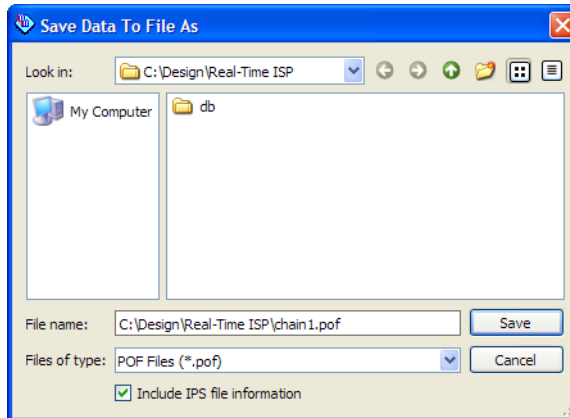 Save Data To File As
Look in: C:\Design\Real-Time ISP
My Computer
db
File name: C:\Design\Real-Time ISP\chain1.pof Save
Files of type: POF Files (*.pof) Cancel
Include IPS file information